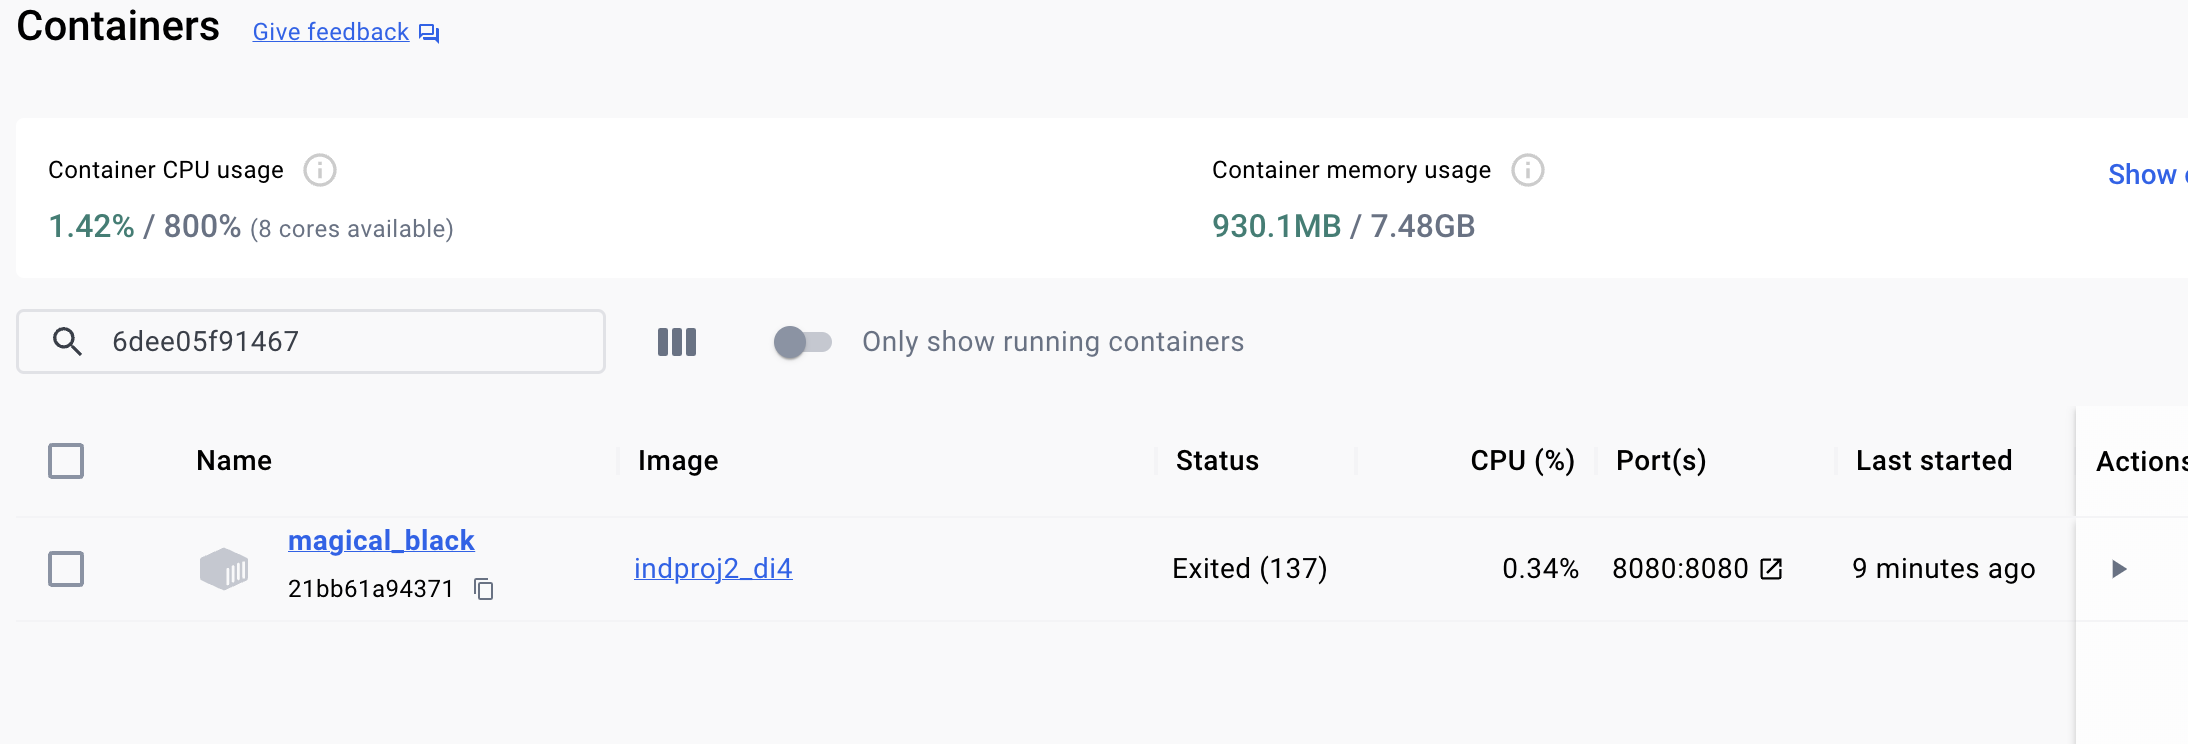 Containers Give feedback
Container CPU usage
1.42% / 800% (8 cores available)
Container memory usage
930.1MB / 7.48GB
Show
6dee05f91467
Only show running containers
Name Image Status CPU (%) Port(s) Last started Actions
magical_black
21bb61a94371
indproj2_di4 Exited (137) 0.34% 8080:8080 9 minutes ago